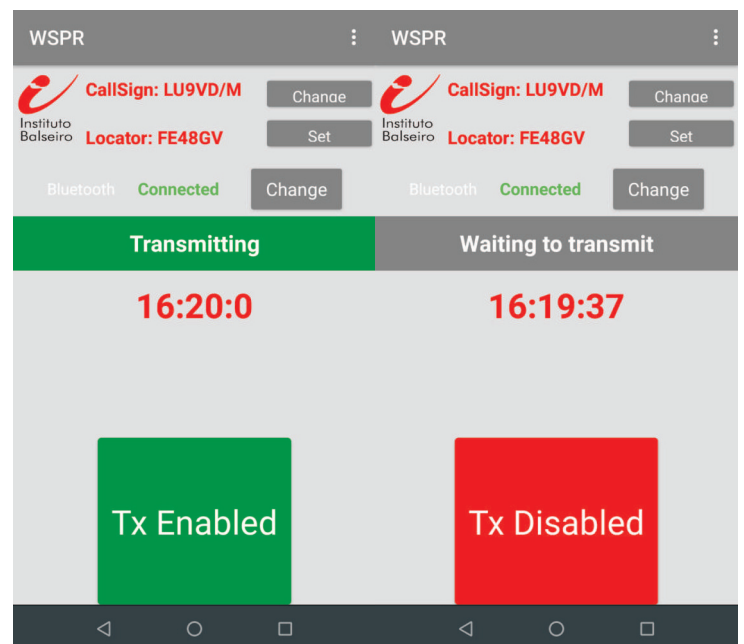 WSPR
CallSign: LU9VD/M
Change
Instituto
Balseiro
Locator: FE48GV
Set
Bluetooth
Connected
Change
Transmitting
16:20:0
Tx Enabled
WSPR
CallSign: LU9VD/M
Change
Instituto
Balseiro
Locator: FE48GV
Set
Bluetooth
Connected
Change
Waiting to transmit
16:19:37
Tx Disabled